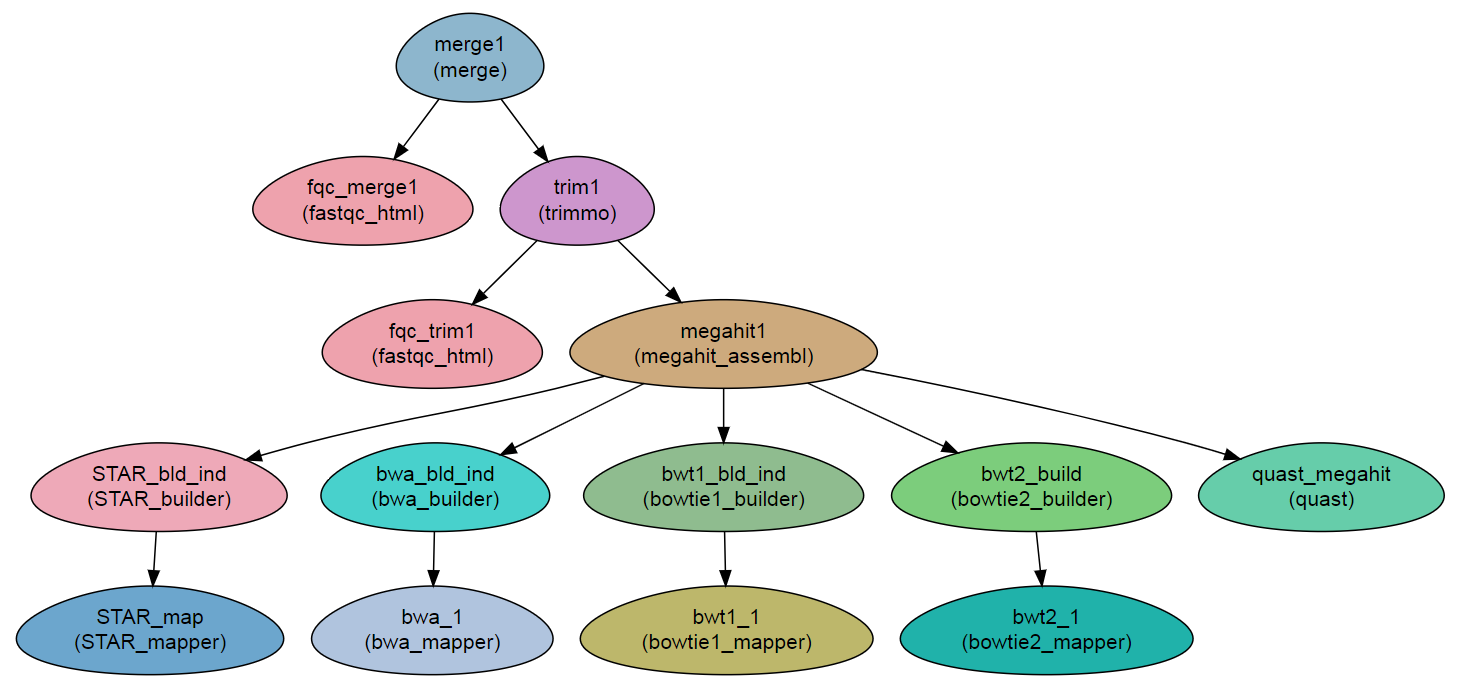 merge1
(merge)
fqc_merge1
(fastqc_html)
trim1
(trimmo)
fqc_trim1
(fastqc_html)
megahit1
(megahit_assembl)
STAR_bld_ind
(STAR_builder)
bwa_bld_ind
(bwa_builder)
bwt1_bld_ind
(bowtie1_builder)
bwt2_build
(bowtie2_builder)
quast_megahit
(quast)
STAR_map
(STAR_mapper)
bwa_1
(bwa_mapper)
bwt1_1
(bowtie1_mapper)
bwt2_1
(bowtie2_mapper)